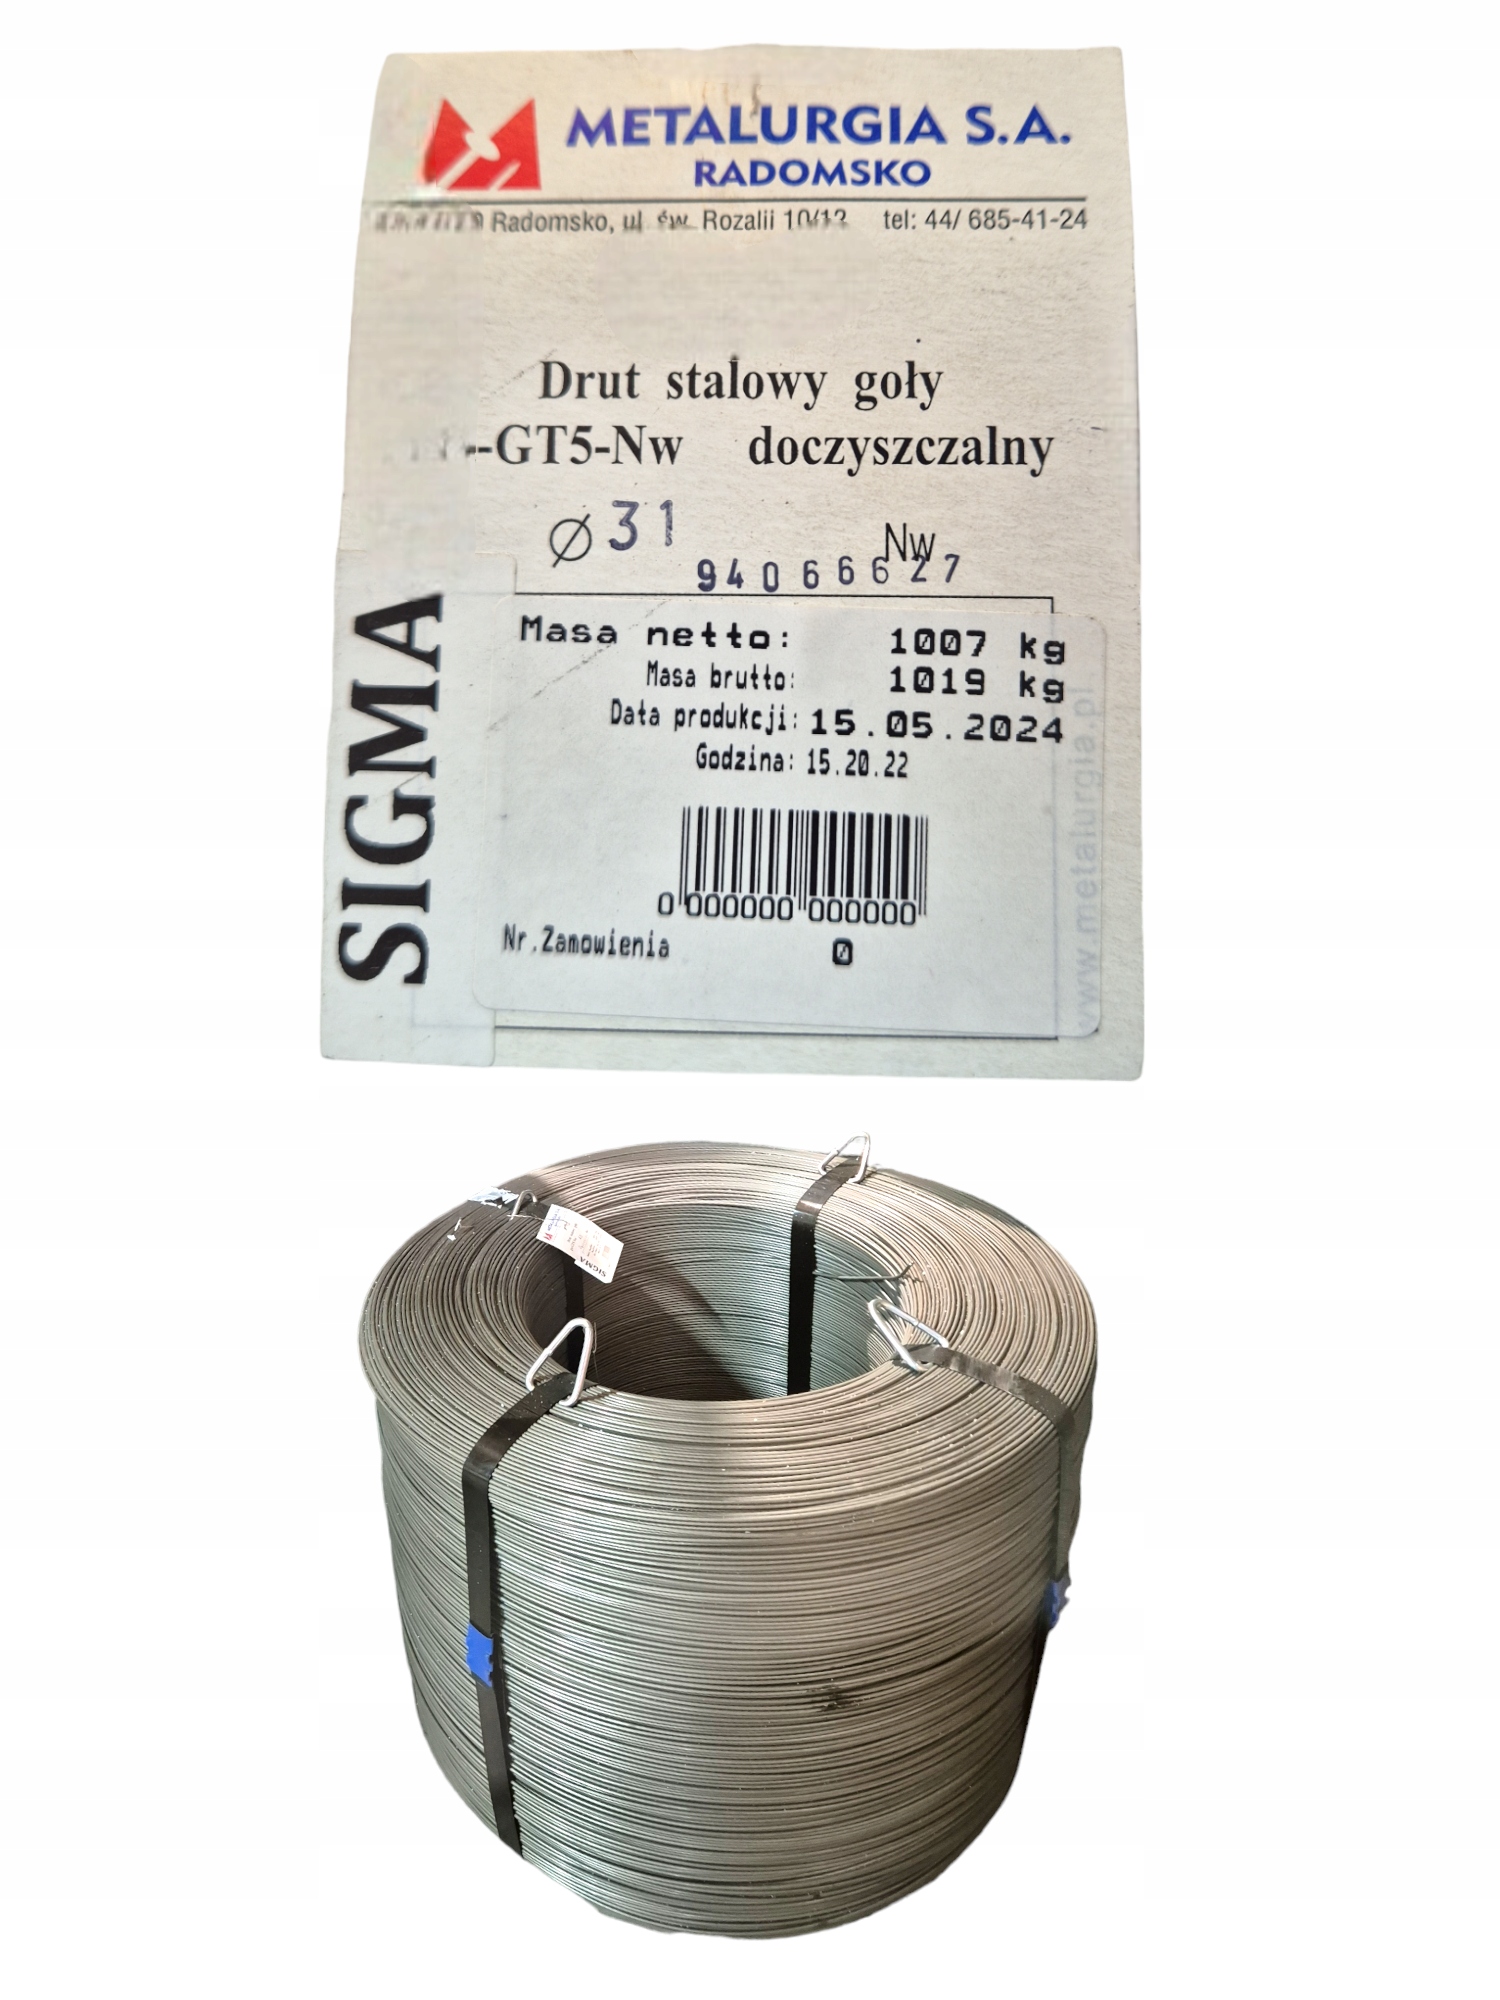 METALURGIA S.A.
RADOMSKO
Radomsko, ul. św. Rozalii 10/12 tel: 44/ 685-41-24
Drut stalowy goły
-GT5-Nw doczyszczalny
Ø 31 Nw
94066627
SIGMA
Masa netto: 1007 kg
Masa brutto: 1019 kg
Data produkcji: 15.05.2024
Godzina: 15.20.22
0 000000 000000
Nr.Zamowienia 0
www.metalurgia.pl
SIGMA